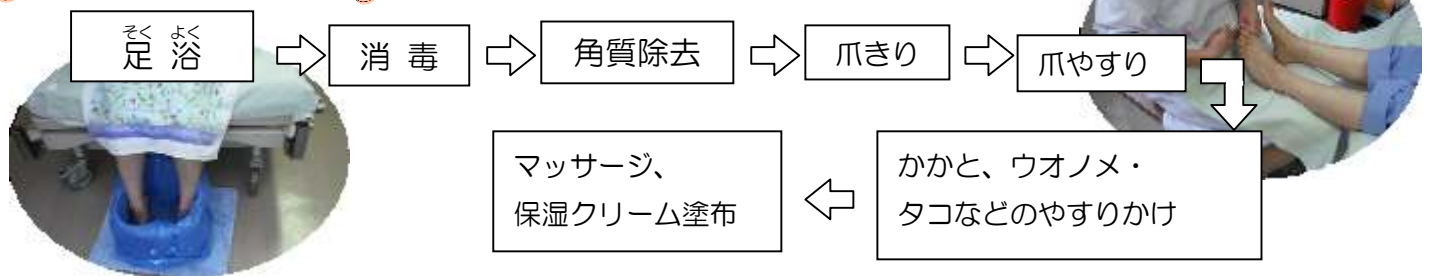 そく よく
足 浴
消 毒
角質除去
爪きり
爪やすり
かかと、ウオノメ・
タコなどのやすりかけ
マッサージ、
保湿クリーム塗布